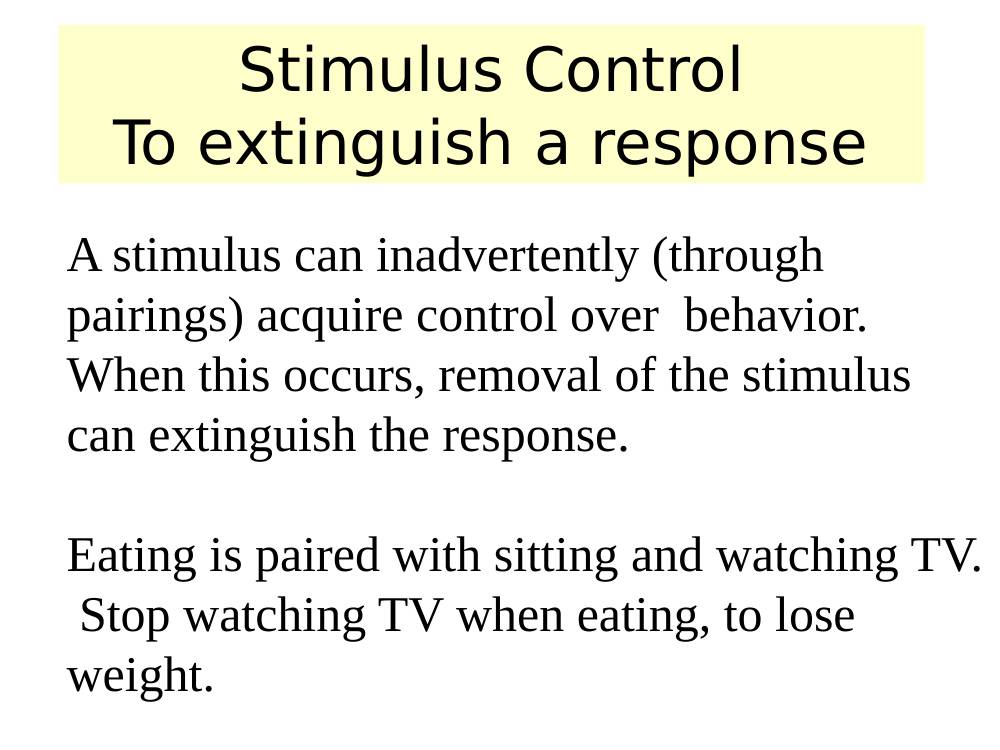 Stimulus Control
To extinguish a response
A stimulus can inadvertently (through
pairings) acquire control over  behavior.
When this occurs, removal of the stimulus
can extinguish the response.
Eating is paired with sitting and watching TV.
Stop watching TV when eating, to lose
weight.